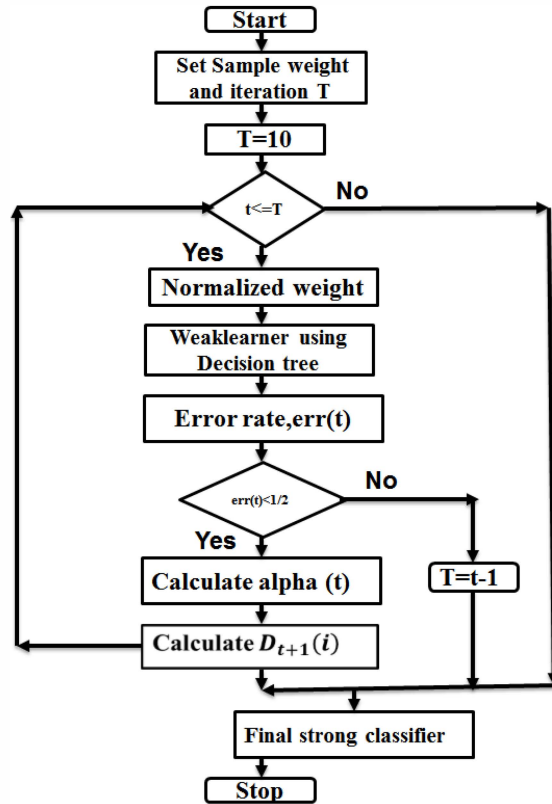 Start
Set Sample weight
and iteration T
T=10
t<=T
No
Yes
Normalized weight
Weaklearner using
Decision tree
Error rate,err(t)
err(t)<1/2
No
Yes
Calculate alpha (t)
T=t-1
Calculate D_{t+1}(i)
Final strong classifier
Stop